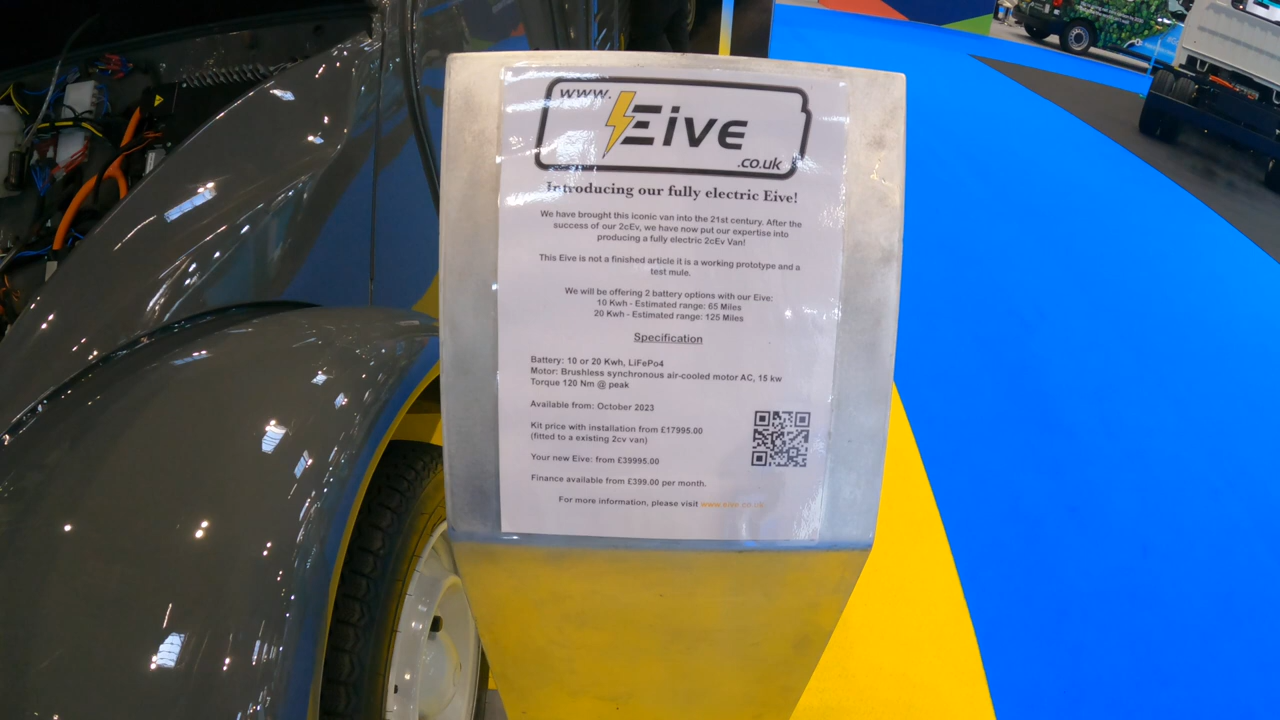 www.
Eive
.co.uk
Introducing our fully electric Eive!
We have brought this iconic van into the 21st century. After the
success of our 2cEv, we have now put our expertise into
producing a fully electric 2cEv Van!
This Eive is not a finished article it is a working prototype and a
test mule.
We will be offering 2 battery options with our Eive:
10 Kwh - Estimated range: 65 Miles
20 Kwh - Estimated range: 125 Miles
Specification
Battery: 10 or 20 Kwh, LiFePo4
Motor: Brushless synchronous air-cooled motor AC, 15 kw
Torque 120 Nm @ peak
Available from: October 2023
Kit price with installation from £17995.00
(fitted to a existing 2cv van)
Your new Eive: from £39995.00
Finance available from £399.00 per month.
For more information, please visit www.eive.co.uk